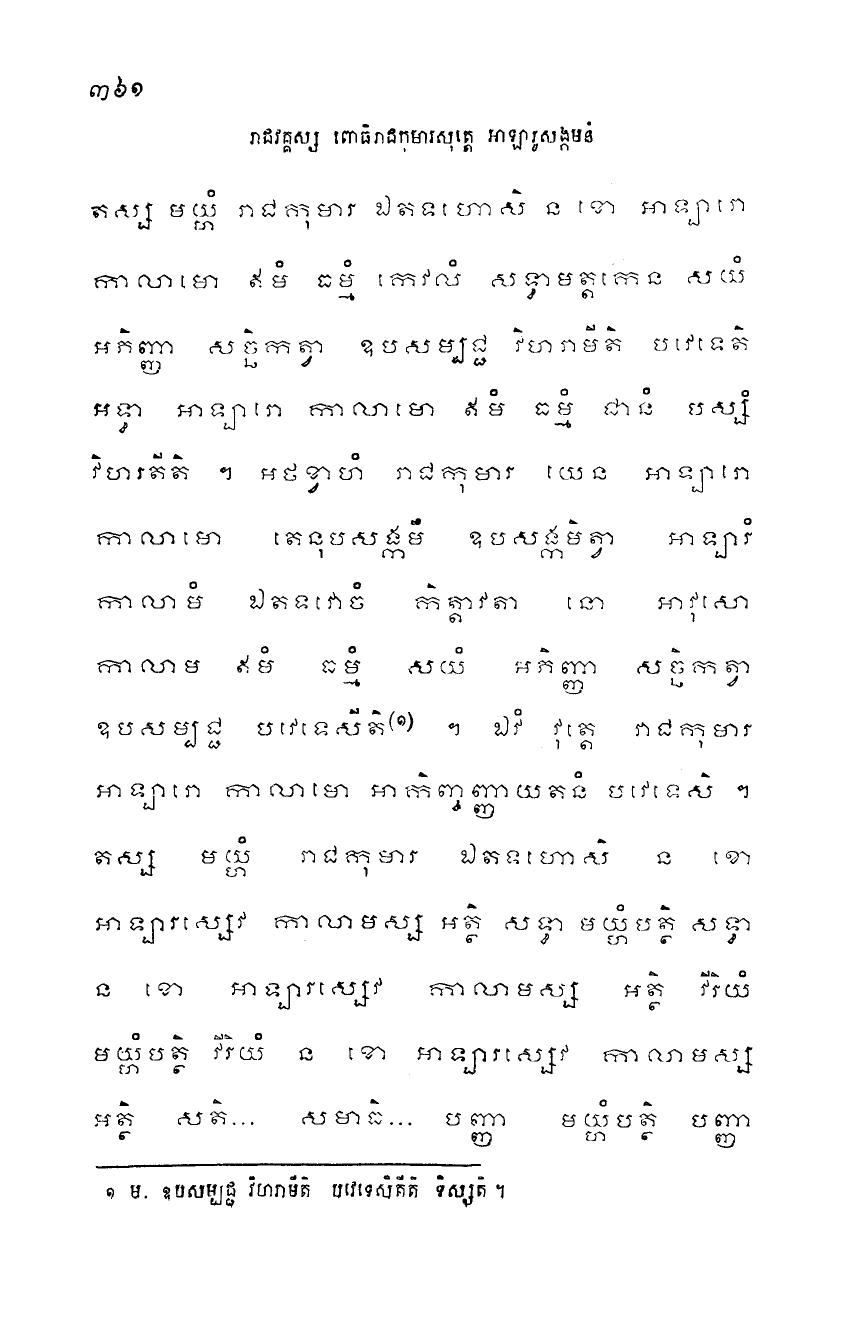 ៣៦១
រាជវគ្គស្ស ពោធិរាជកុមារសុត្តេ អាឡារូសង្កមនំ
តស្ស មយ្ហំ រាជកុមារ ឯតទហោសិ ន ខោ អាឡារោ
កាលាមោ ឥមំ ធម្មំ កេវលំ សទ្ធាមត្តកេន សយំ
អភិញ្ញា សច្ឆិកត្វា ឧបសម្បជ្ជ វិហរាមីតិ បវេទេតិ
អទ្ធា អាឡារោ កាលាមោ ឥមំ ធម្មំ ជានំ បស្សំ
វិហរតីតិ ។ អថខ្វាហំ រាជកុមារ យេន អាឡារោ
កាលាមោ តេនុបសង្កមឹ ឧបសង្កមិត្វា អាឡារំ
កាលាមំ ឯតទវោចំ កិត្តាវតា នោ អាវុសោ
កាលាម ឥមំ ធម្មំ សយំ អភិញ្ញា សច្ឆិកត្វា
ឧបសម្បជ្ជ បវេទេសីតិ(១) ។ ឯវំ វុត្តេ រាជកុមារ
អាឡារោ កាលាមោ អាកិញ្ចញ្ញាយតនំ បវេទេសិ ។
តស្ស មយ្ហំ រាជកុមារ ឯតទហោសិ ន ខោ
អាឡារស្សេវ កាលាមស្ស អត្ថិ សទ្ធា មយ្ហំបត្ថិ សទ្ធា
ន ខោ អាឡារស្សេវ កាលាមស្ស អត្ថិ វីរិយំ
មយ្ហំបត្ថិ វីរិយំ ន ខោ អាឡារស្សេវ កាលាមស្ស
អត្ថិ សតិ... សមាធិ... បញ្ញា មយ្ហំបត្ថិ បញ្ញា
១ ម. ឧបសម្បជ្ជ វិហរាមីតិ បវេទេសិតីតិ ទិស្សតិ ។